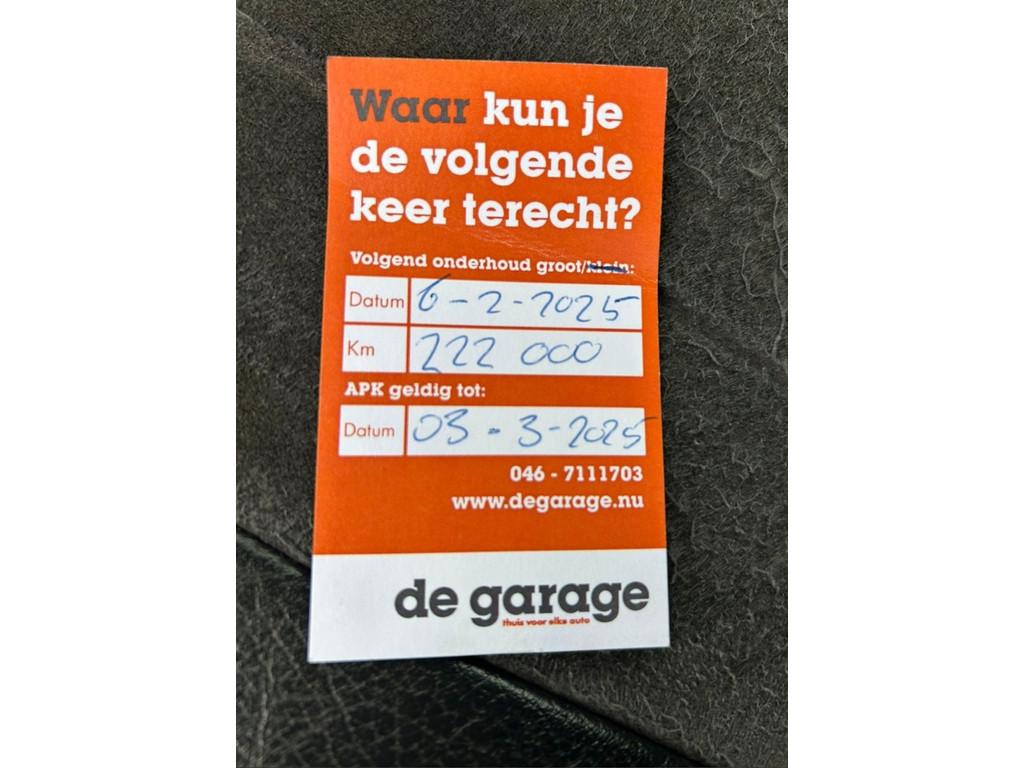 Waar kun je
de volgende
keer terecht?
Volgend onderhoud groot/klein:
Datum 6-2-2025
Km 222 000
APK geldig tot:
Datum 03-3-2025
046 - 7111703
www.degarage.nu
de garage
thuis voor elke auto